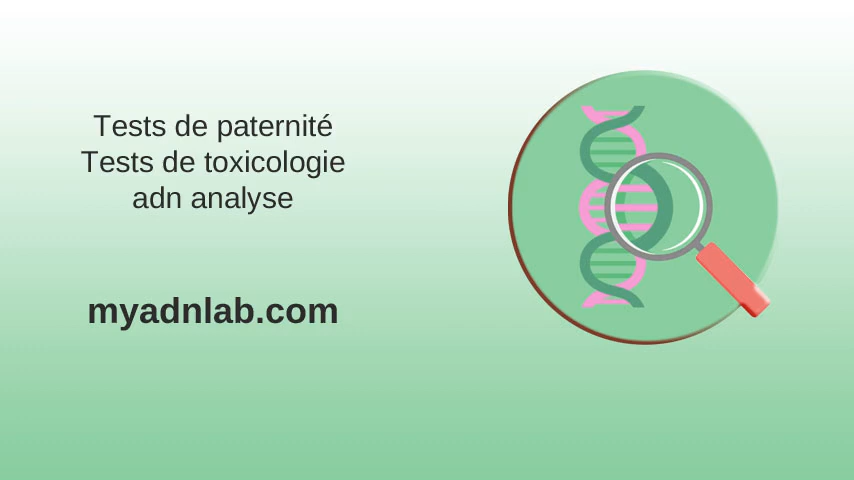 Tests de paternité
Tests de toxicologie
adn analyse
myadnlab.com